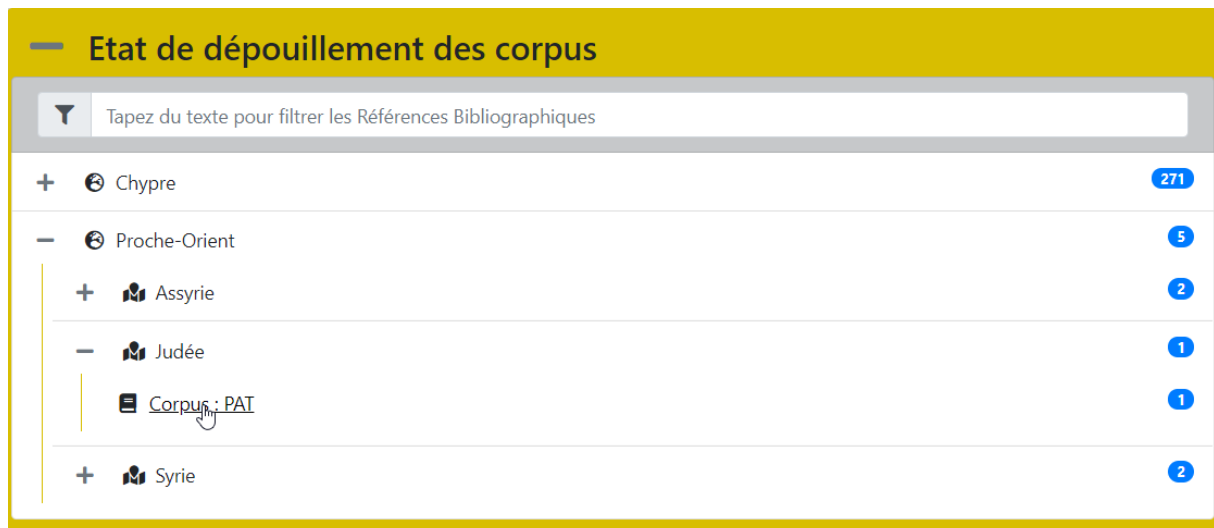 Etat de dépouillement des corpus
Tapez du texte pour filtrer les Références Bibliographiques
Chypre 271
Proche-Orient 5
Assyrie 2
Judée 1
Corpus : PAT 1
Syrie 2